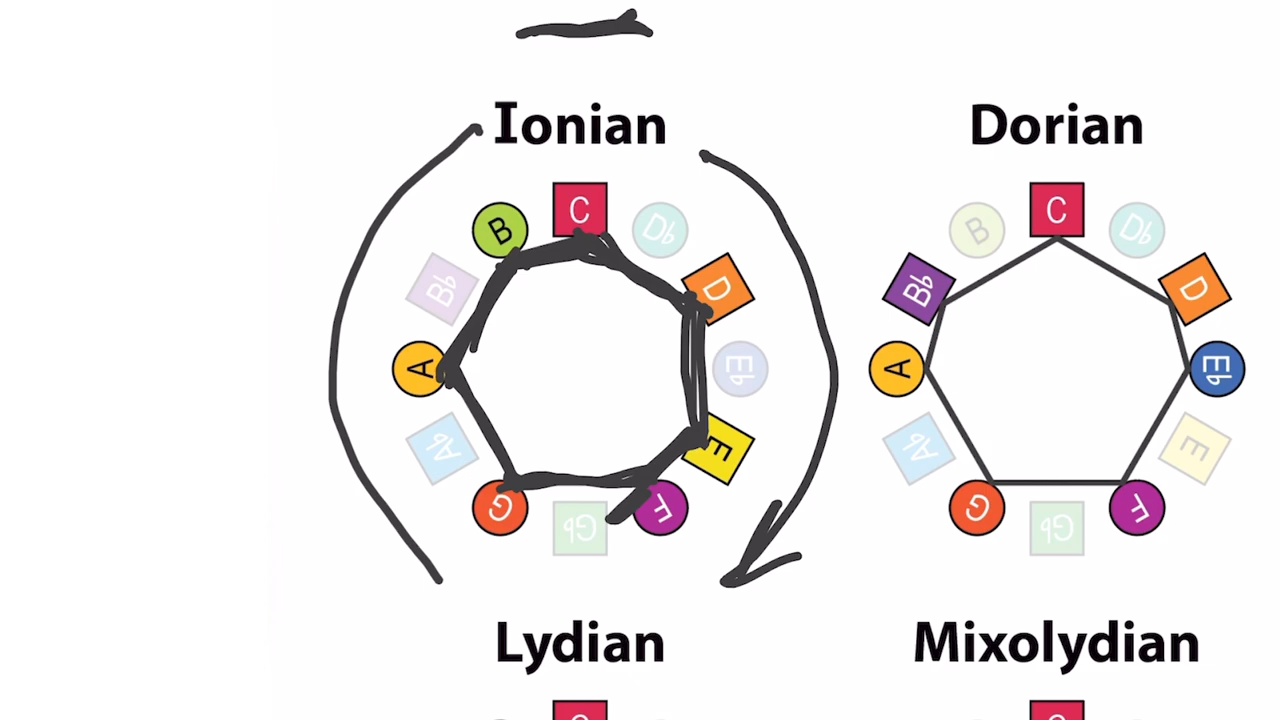 Ionian Dorian
C C
B D♭ B D♭
B♭ D B♭ D
A E♭ A E♭
A♭ E A♭ E
G F G F
G♭ G♭
Lydian Mixolydian
C C